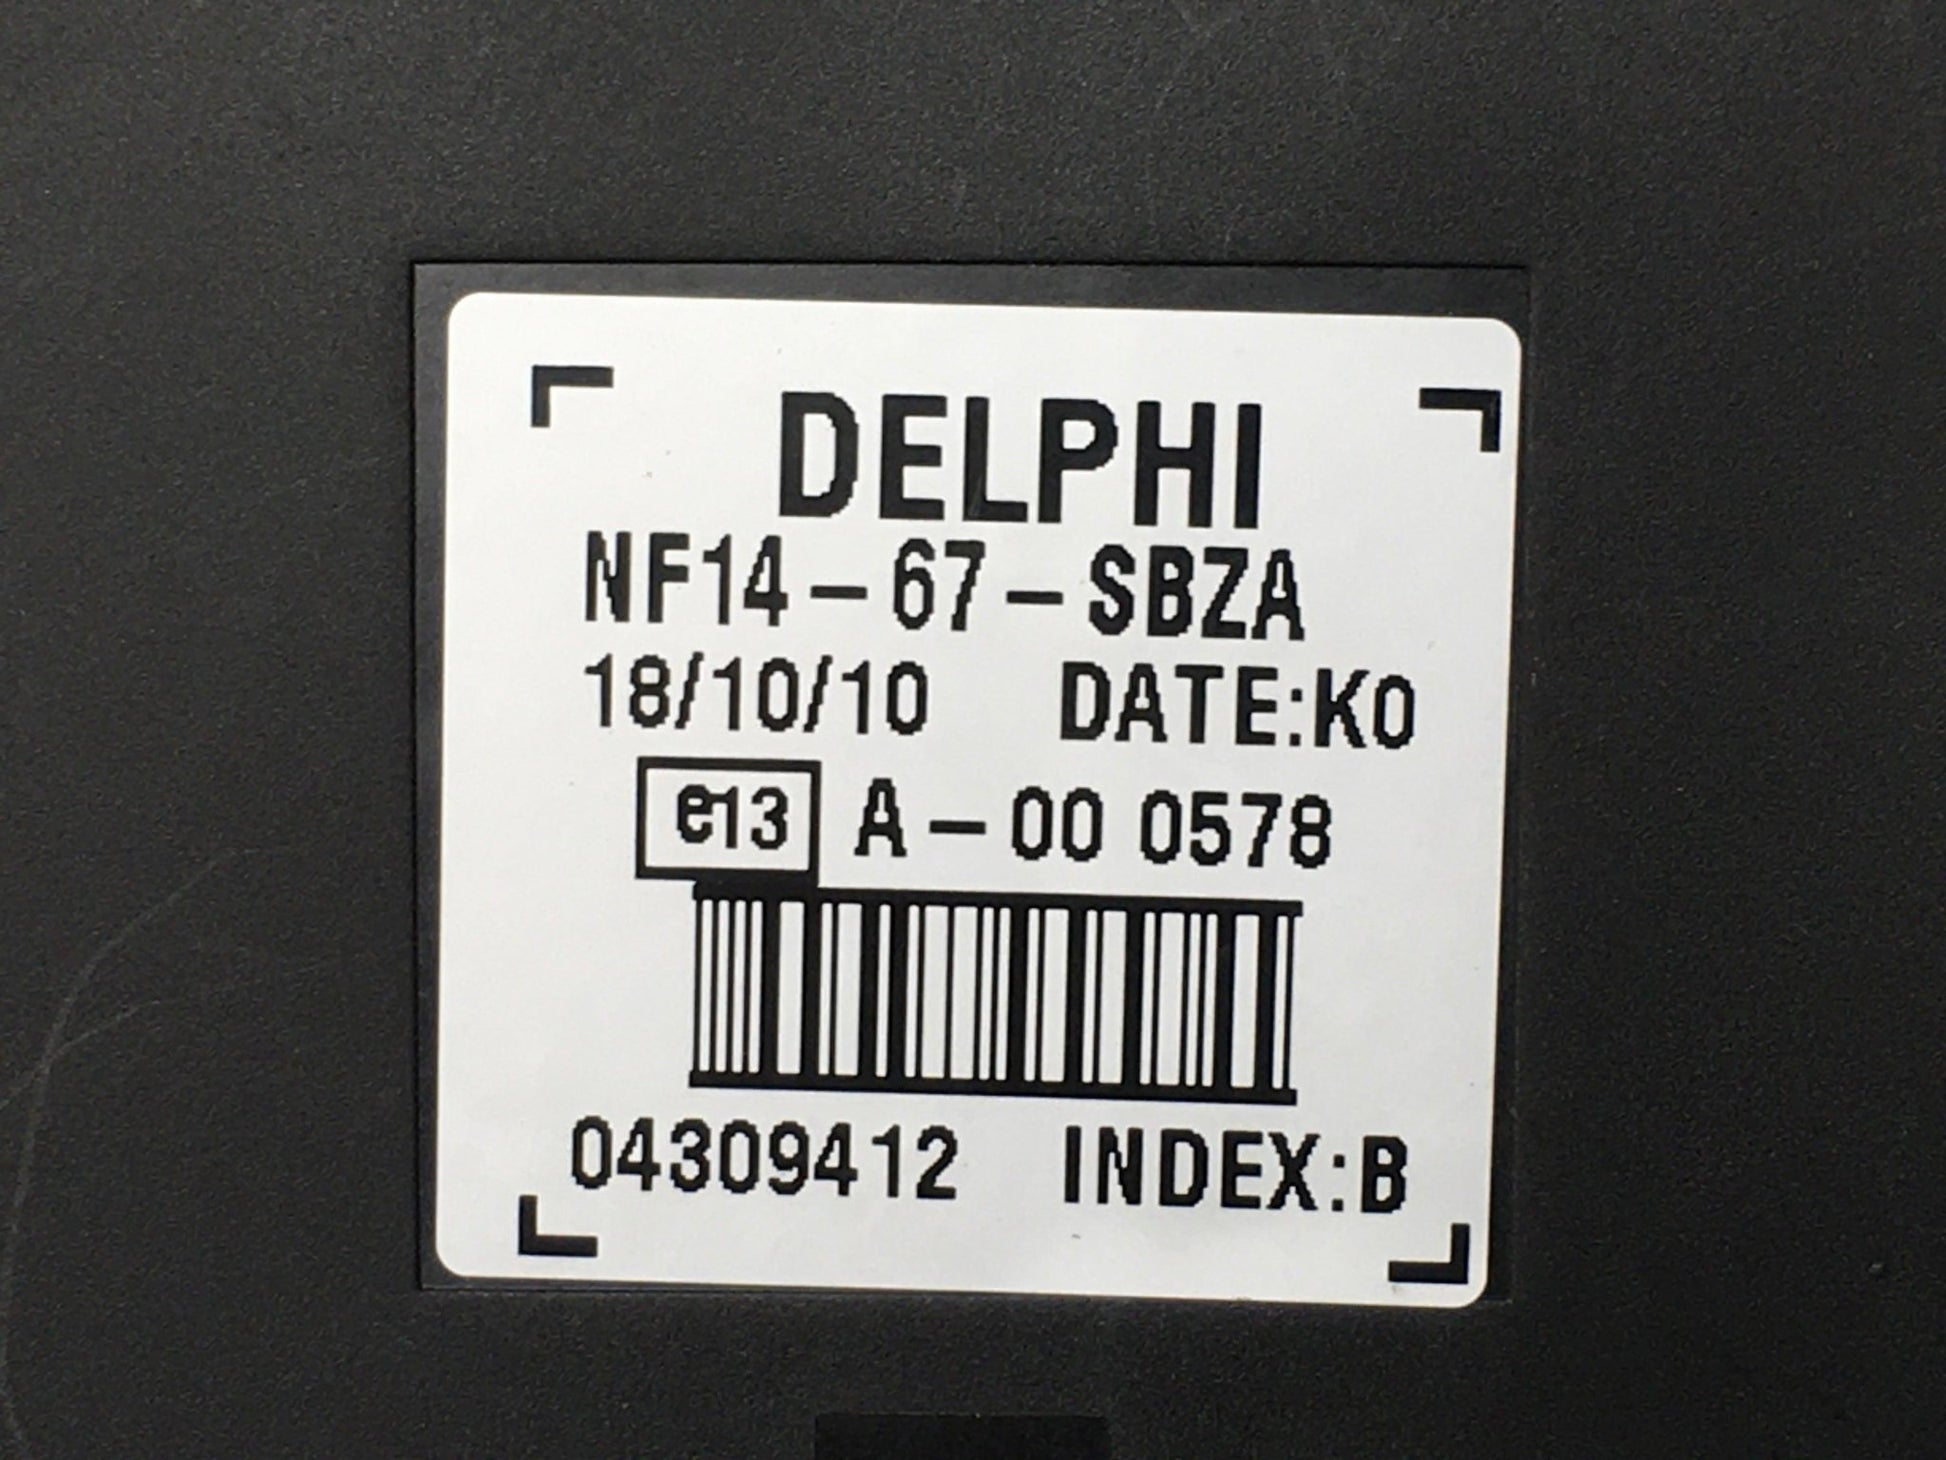 DELPHI
NF14-67-SBZA
18/10/10 DATE:K0
e13 A-00 0578
04309412 INDEX:B